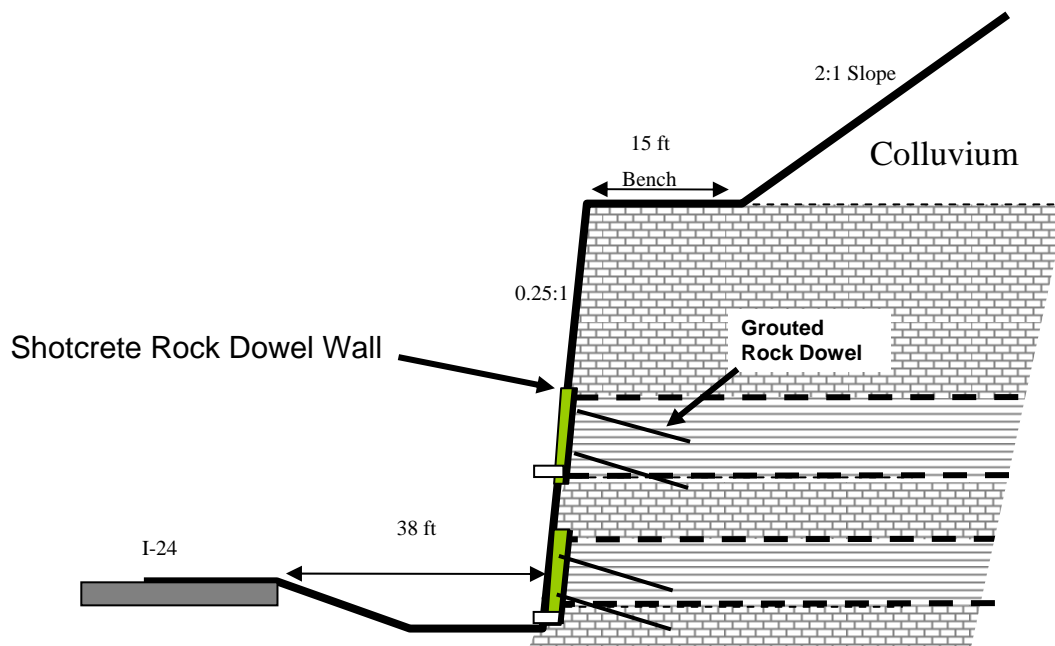 2:1 Slope
15 ft
Bench
Colluvium
0.25:1
Grouted
Rock Dowel
Shotcrete Rock Dowel Wall
38 ft
I-24